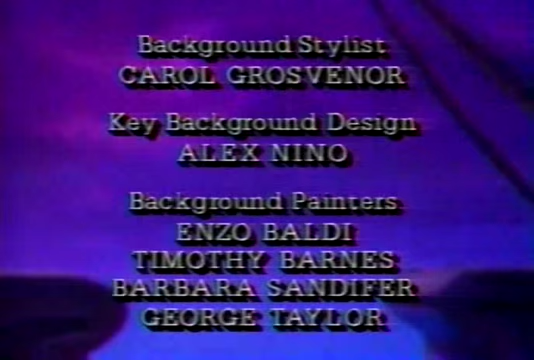 Background Stylist
CAROL GROSVENOR
Key Background Design
ALEX NINO
Background Painters
ENZO BALDI
TIMOTHY BARNES
BARBARA SANDIFER
GEORGE TAYLOR